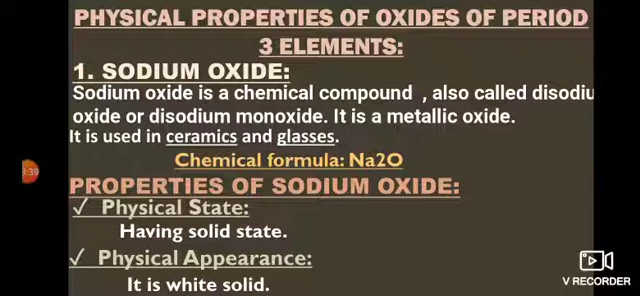 PHYSICAL PROPERTIES OF OXIDES OF PERIOD
3 ELEMENTS:
1. SODIUM OXIDE:
Sodium oxide is a chemical compound , also called disodiu
oxide or disodium monoxide. It is a metallic oxide.
It is used in ceramics and glasses.
Chemical formula: Na2O
:39
PROPERTIES OF SODIUM OXIDE:
✓ Physical State:
Having solid state.
✓ Physical Appearance:
It is white solid.
V RECORDER